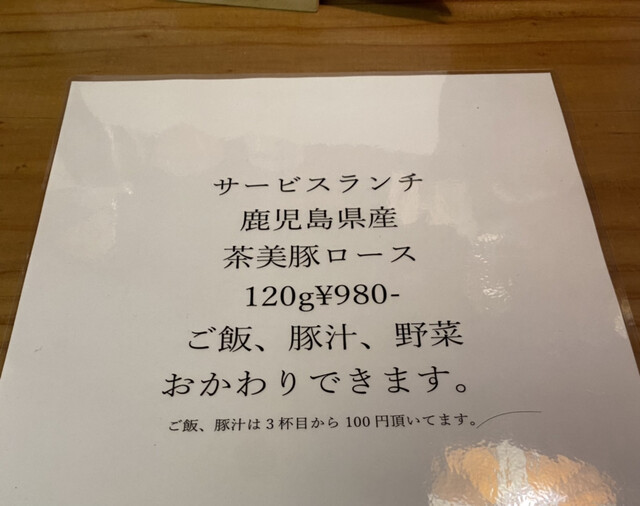 サービスランチ
鹿児島県産
茶美豚ロース
120g¥980-
ご飯、豚汁、野菜
おかわりできます。
ご飯、豚汁は3杯目から100円頂いてます。